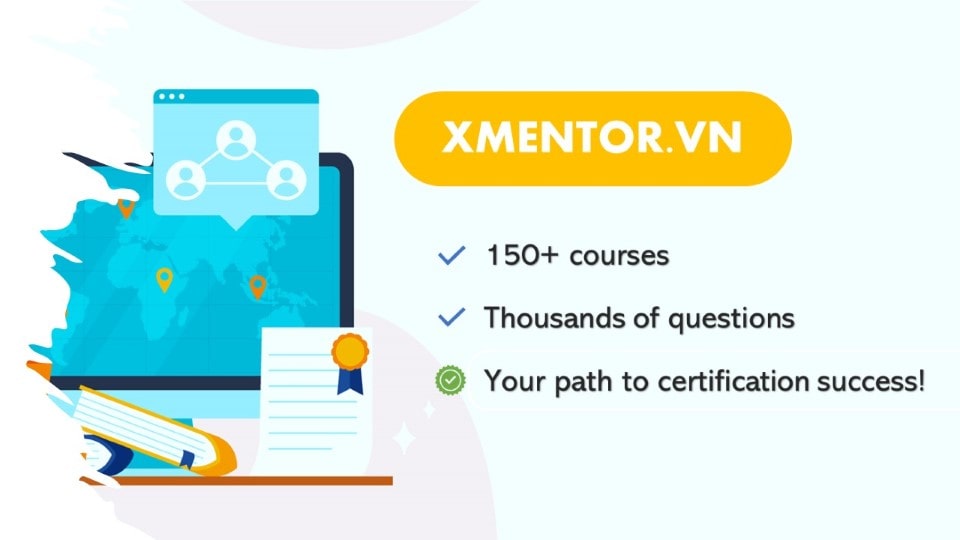 XMENTOR.VN
150+ courses
Thousands of questions
Your path to certification success!